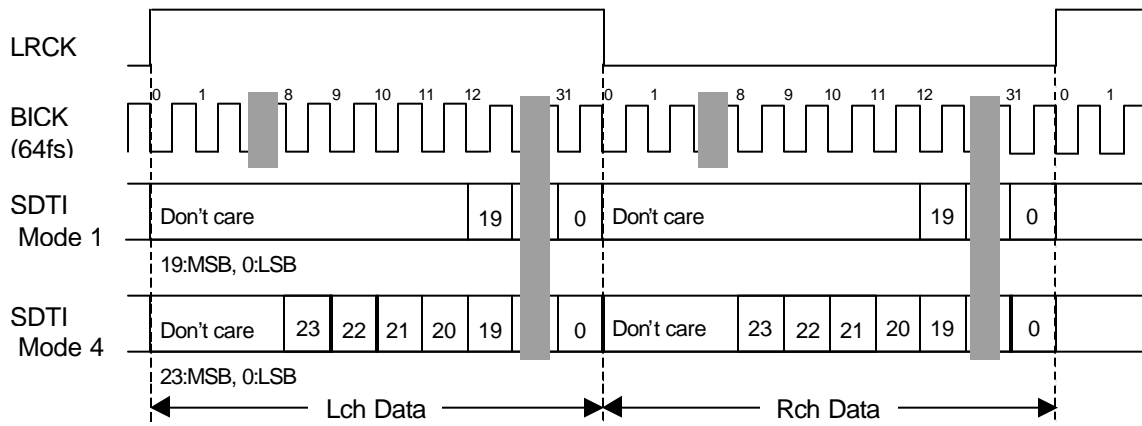 LRCK
0 1 8 9 10 11 12 31 0 1 8 9 10 11 12 31 0 1
BICK
(64fs)
SDTI
Mode 1
Don't care 19 0 Don't care 19 0
19:MSB, 0:LSB
SDTI
Mode 4
Don't care 23 22 21 20 19 0 Don't care 23 22 21 20 19 0
23:MSB, 0:LSB
Lch Data Rch Data